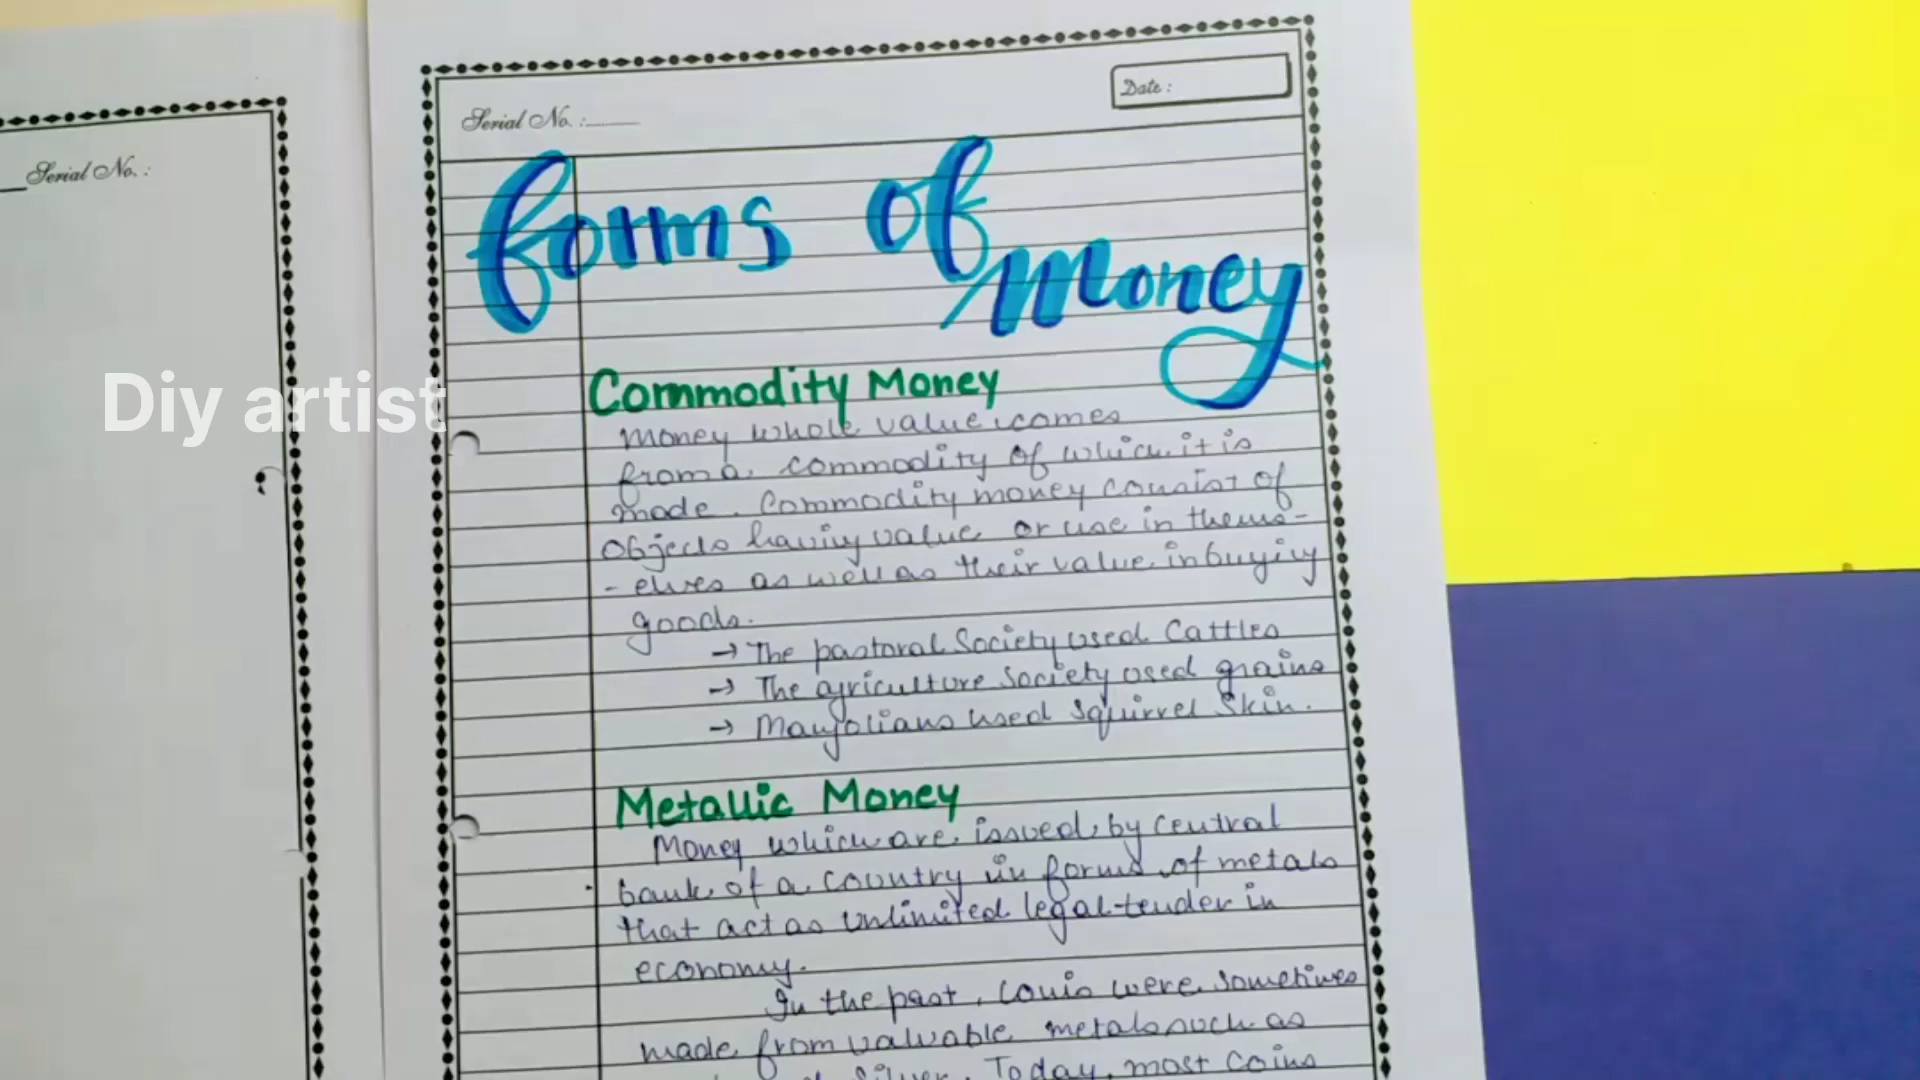 Serial No. :
Diy artist
Serial No. :
Date :
forms of
Money
Commodity Money
Money whole value comes
from a commodity of which it is
made. Commodity money consist of
objects having value or use in thems-
- elves as well as their value in buying
goods.
→ The pastoral Society used Cattles
→ The agriculture society used grains
→ Mangolians used squirrel skin.
Metallic Money
Money which are issued by central
bank of a country in forms of metals
that act as unlimited legal tender in
economy.
In the past, coins were sometimes
made from valuable metals such as
silver. Today, most coins